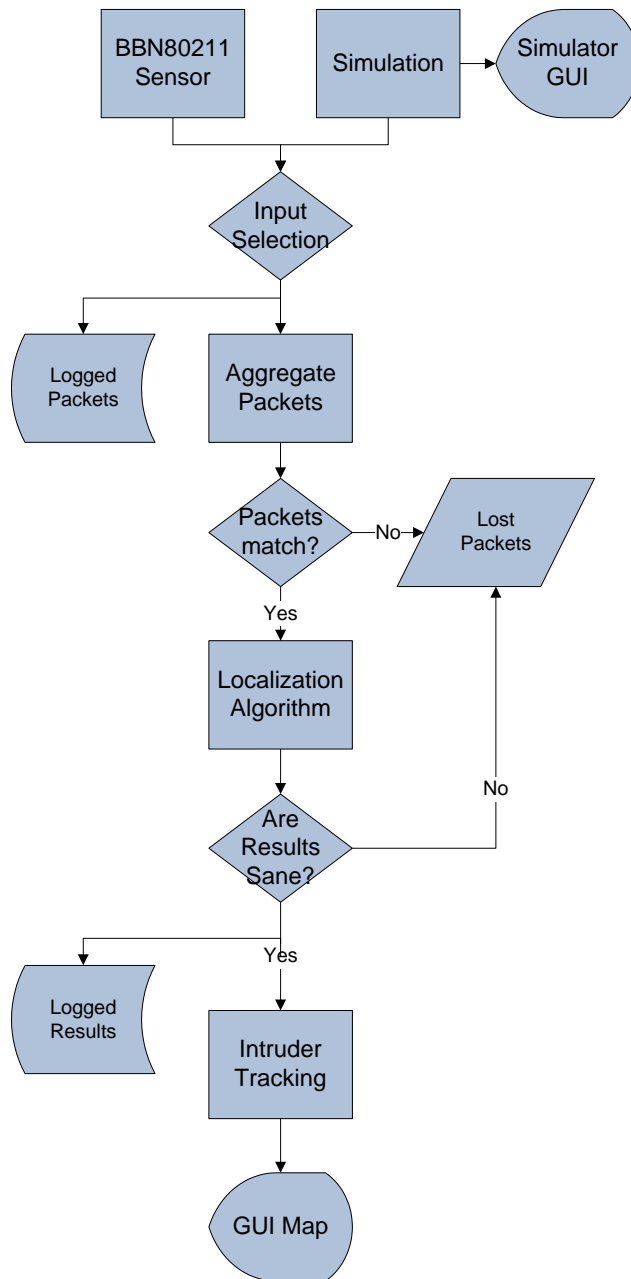 BBN80211
Sensor
Simulation
Simulator
GUI
Input
Selection
Logged
Packets
Aggregate
Packets
Packets
match?
No
Lost
Packets
Yes
Localization
Algorithm
No
Are
Results
Sane?
Yes
Logged
Results
Intruder
Tracking
GUI Map